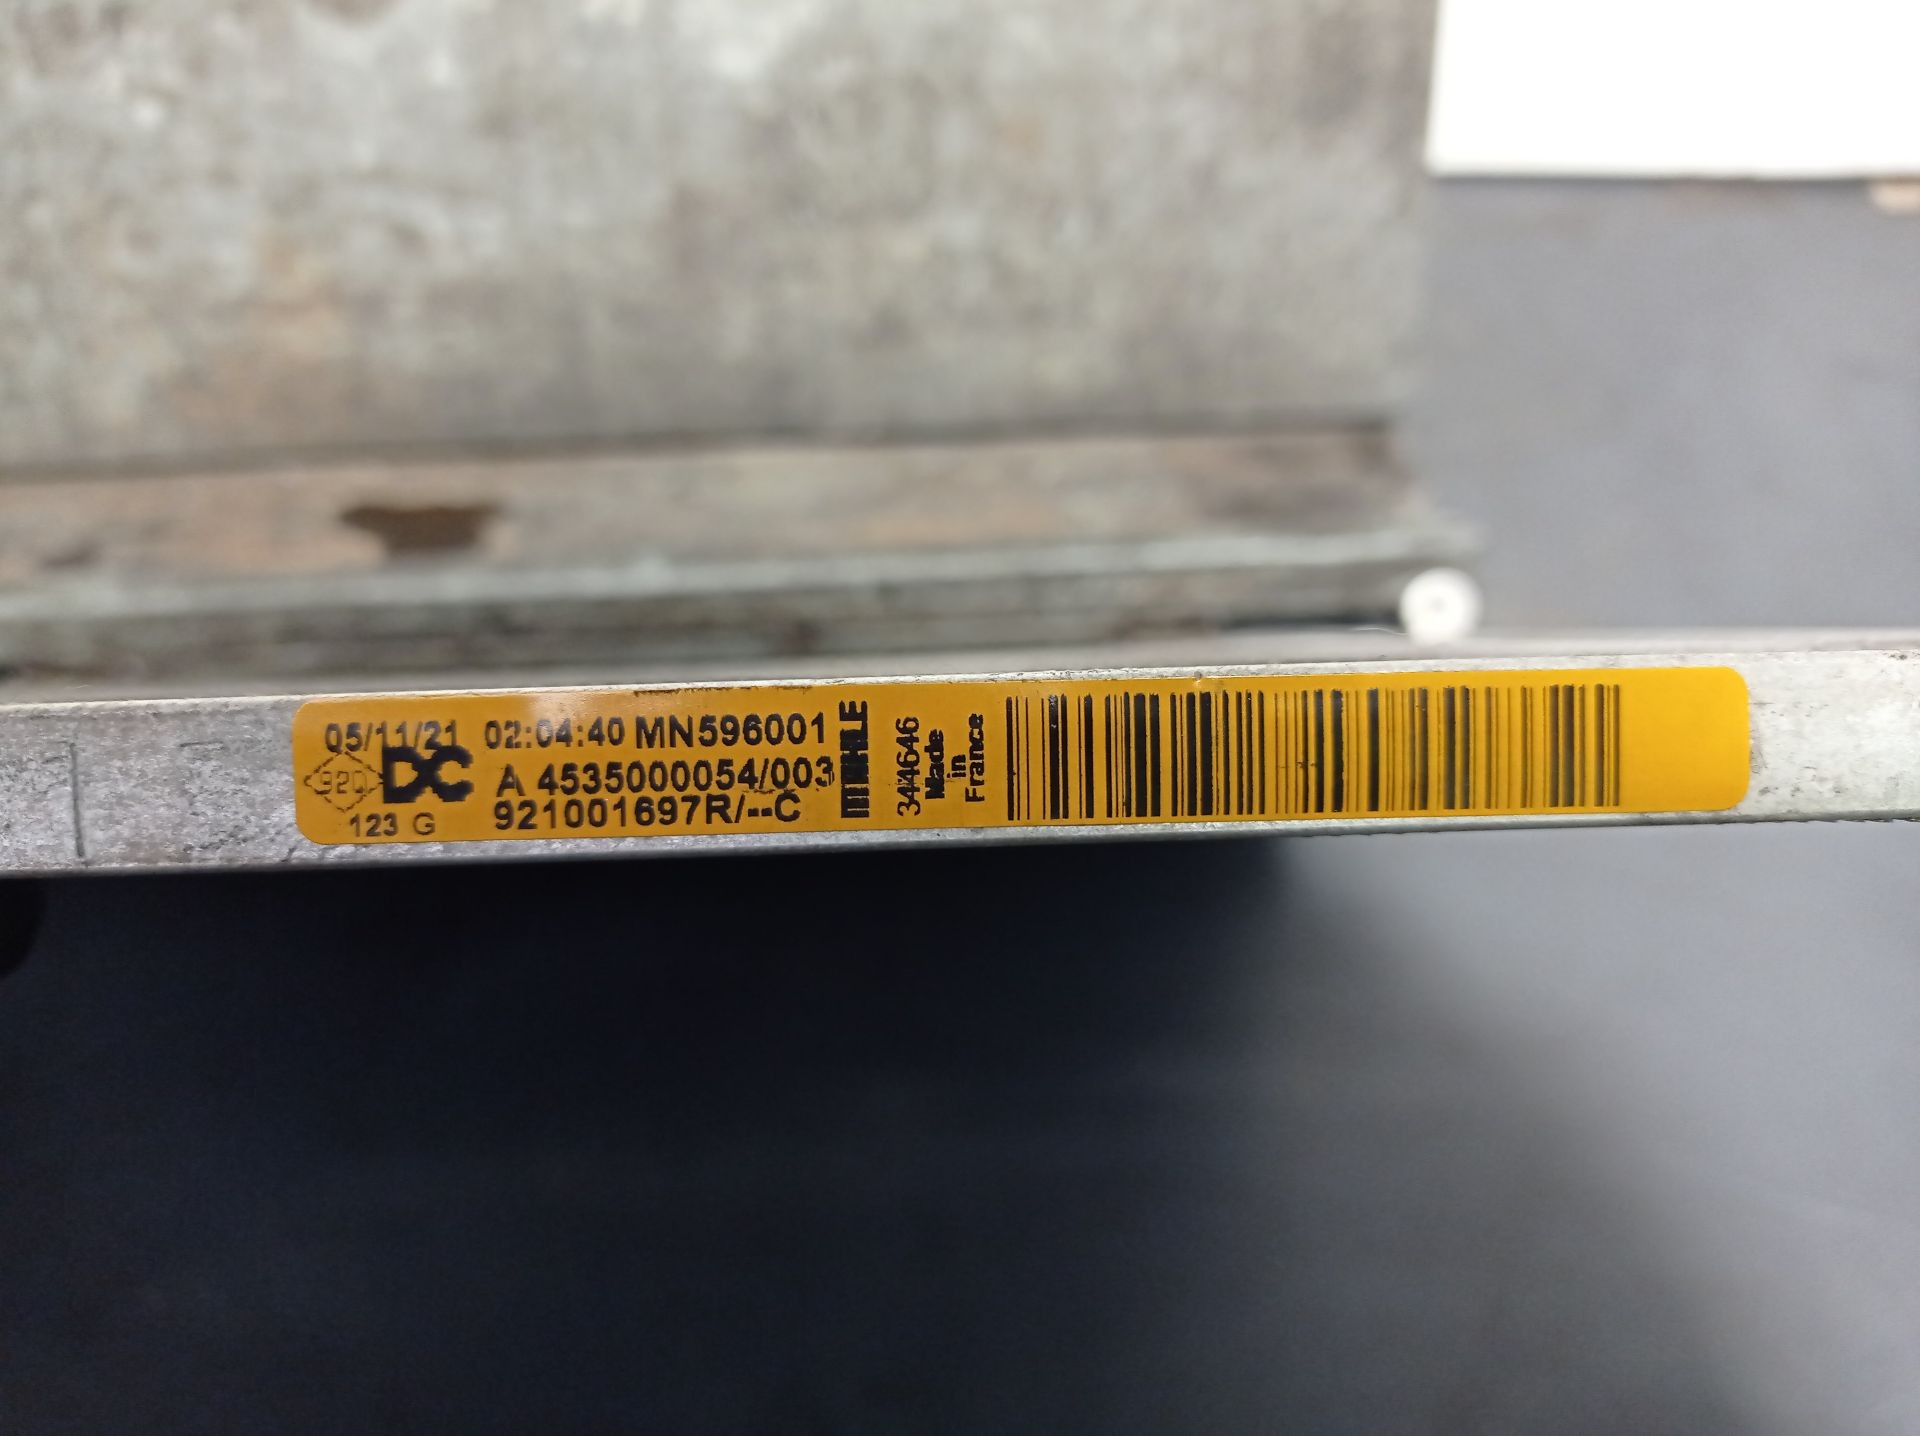 05/11/21 02:04:40 MN596001
920 DC A 4535000054/003
123 G 921001697R/--C
MAHLE
344646
Made
in
France